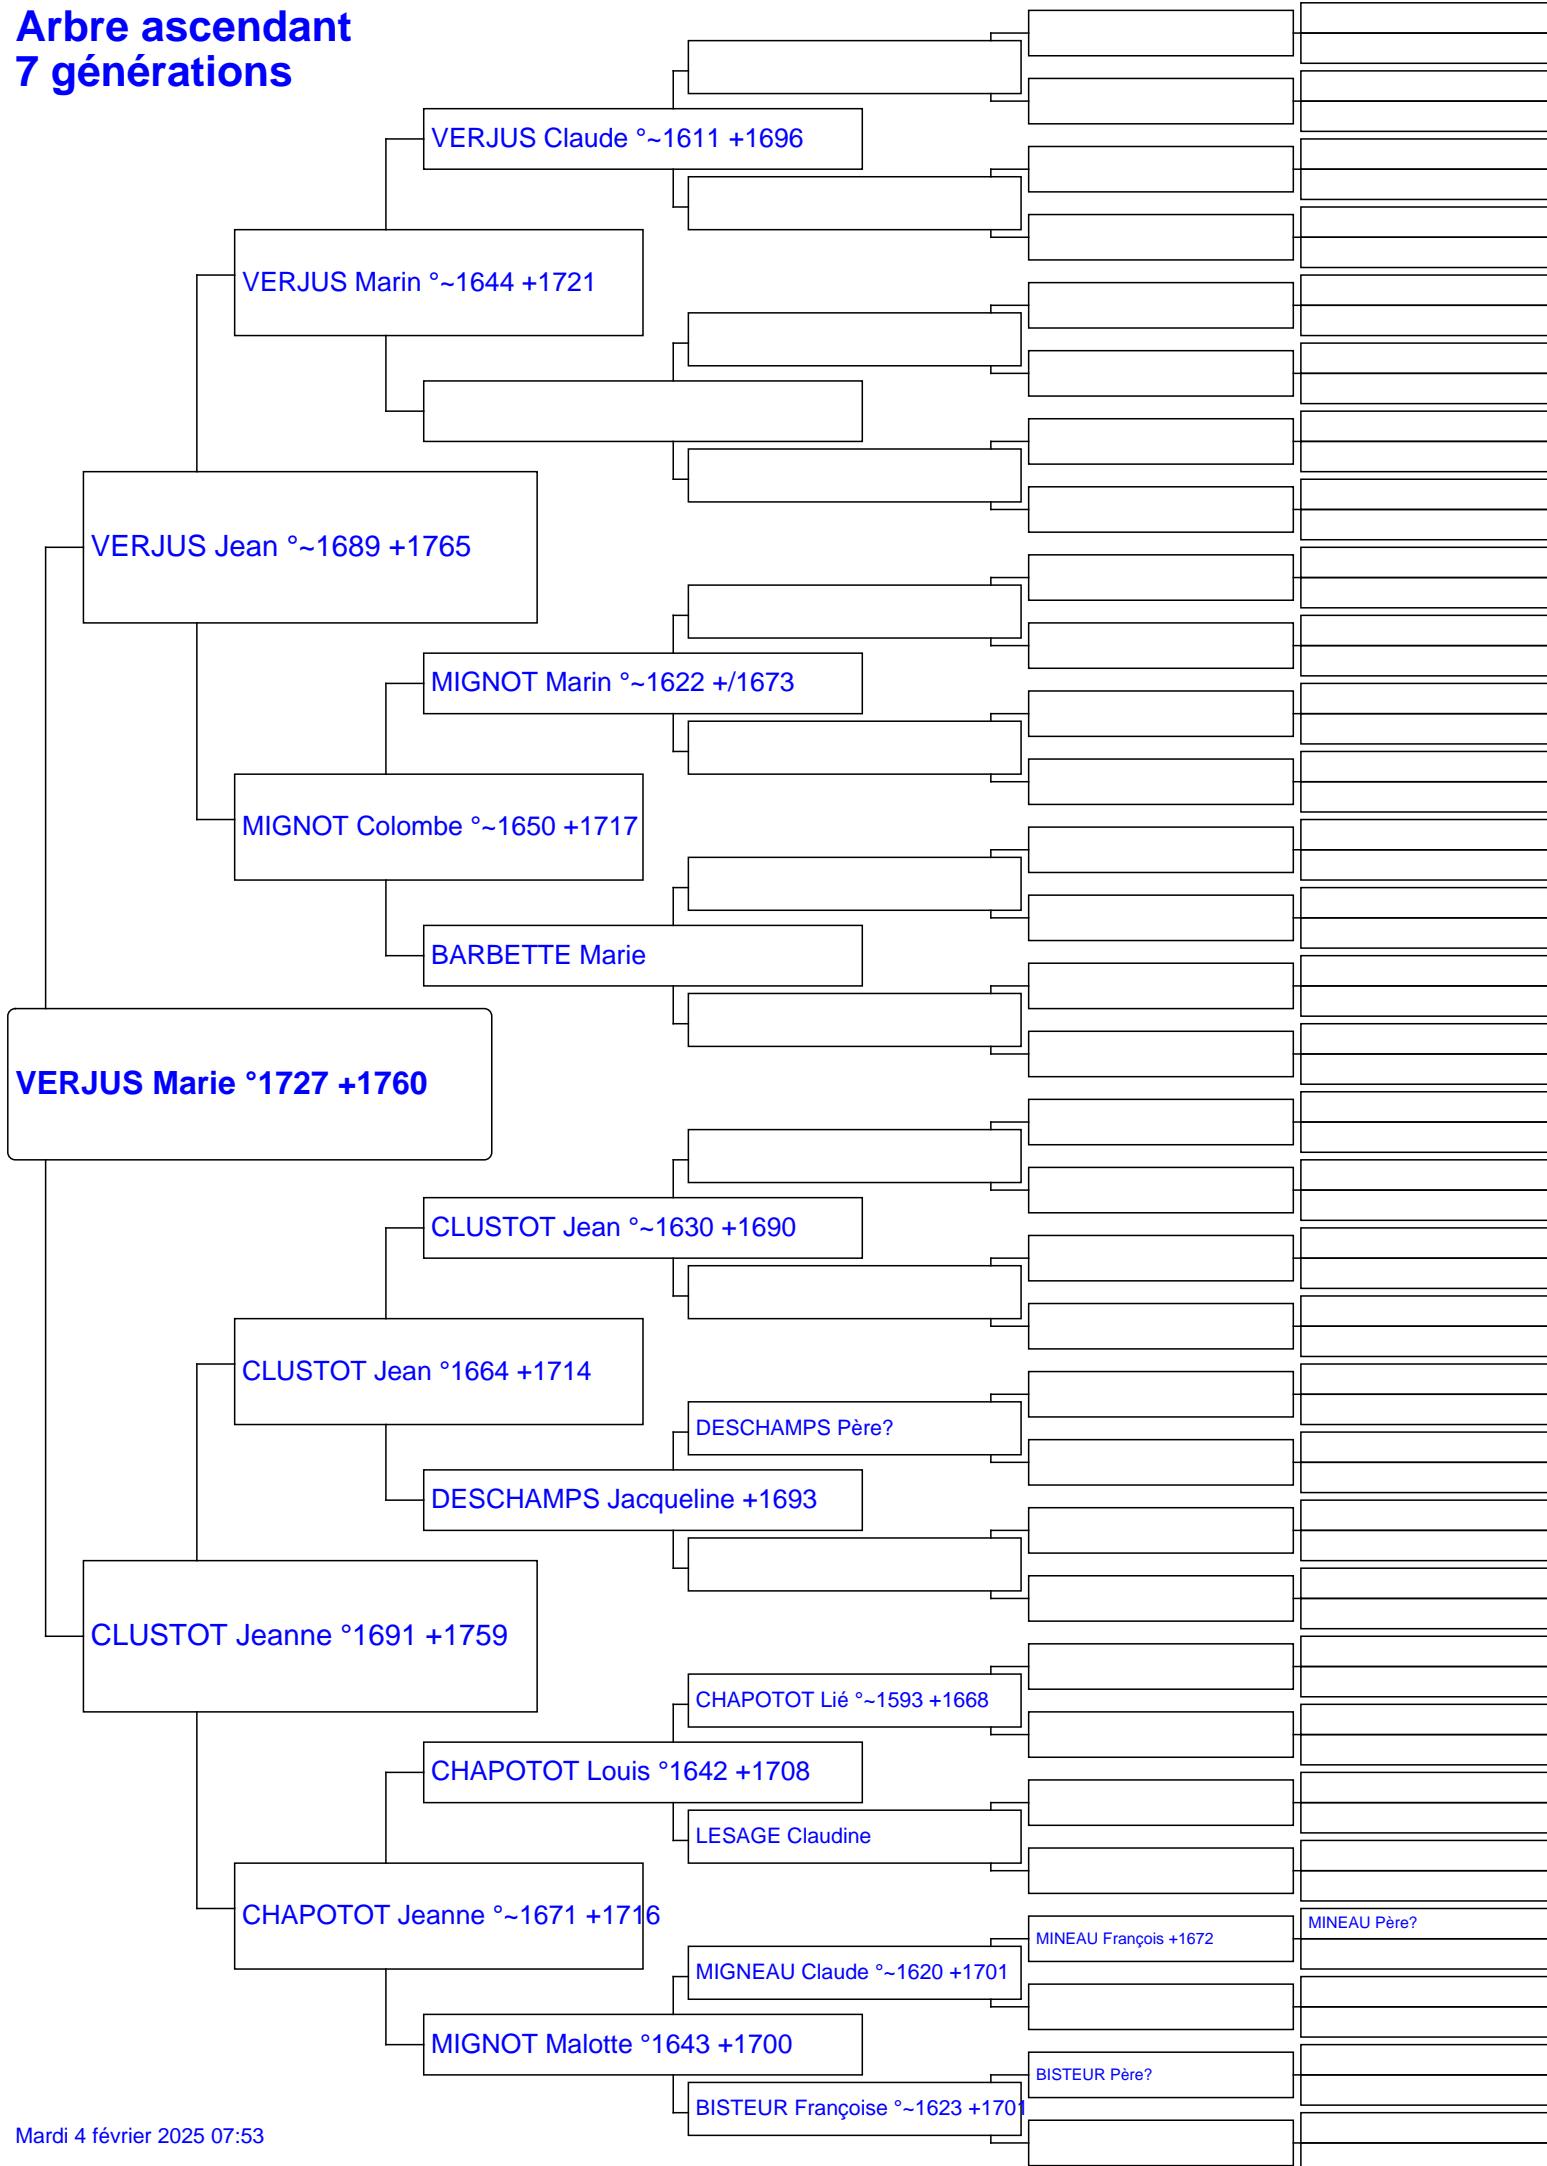 Arbre ascendant
7 générations
VERJUS Claude °~1611 +1696
VERJUS Marin °~1644 +1721
VERJUS Jean °~1689 +1765
MIGNOT Marin °~1622 +/1673
MIGNOT Colombe °~1650 +1717
BARBETTE Marie
VERJUS Marie °1727 +1760
CLUSTOT Jean °~1630 +1690
CLUSTOT Jean °1664 +1714
DESCHAMPS Père?
DESCHAMPS Jacqueline +1693
CLUSTOT Jeanne °1691 +1759
CHAPOTOT Lié °~1593 +1668
CHAPOTOT Louis °1642 +1708
LESAGE Claudine
CHAPOTOT Jeanne °~1671 +1716
MINEAU Père?
MINEAU François +1672
MIGNEAU Claude °~1620 +1701
MIGNOT Malotte °1643 +1700
BISTEUR Père?
BISTEUR Françoise °~1623 +1701
Mardi 4 février 2025 07:53